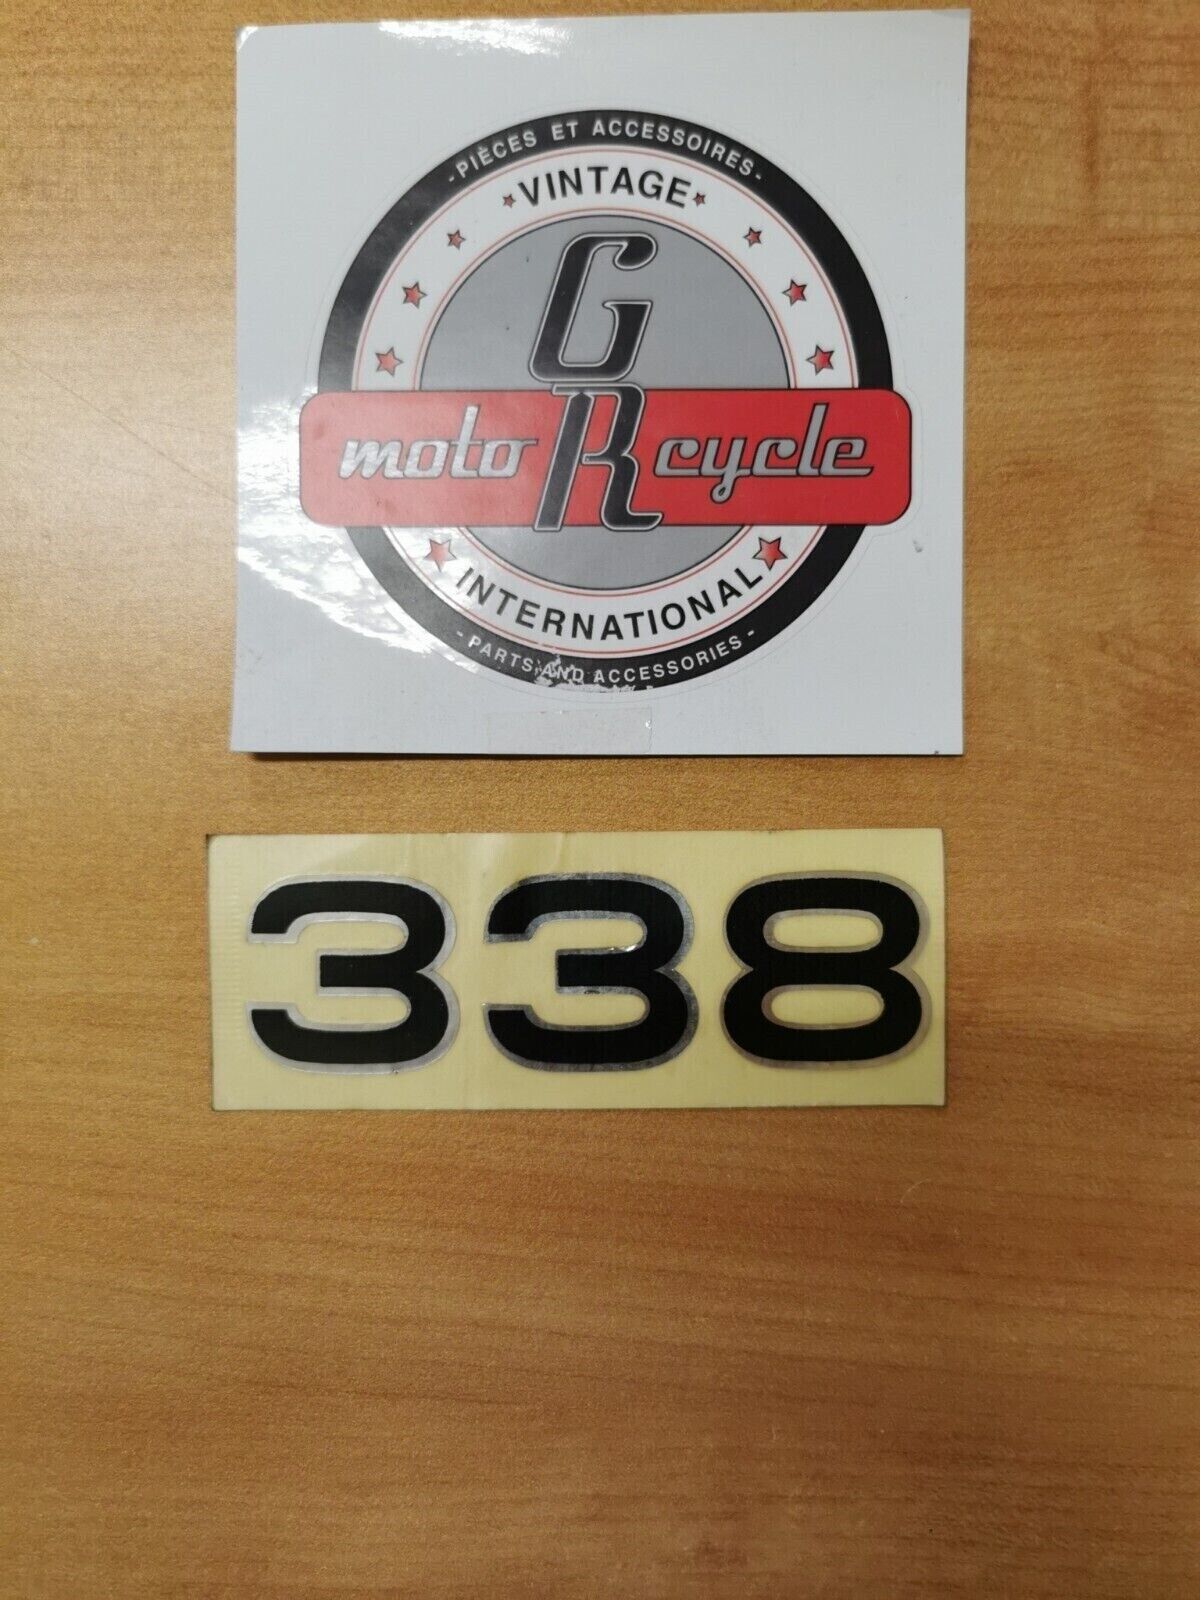 - PIÈCES ET ACCESSOIRES -
VINTAGE
GR
moto cycle
INTERNATIONAL
- PARTS AND ACCESSORIES -
338